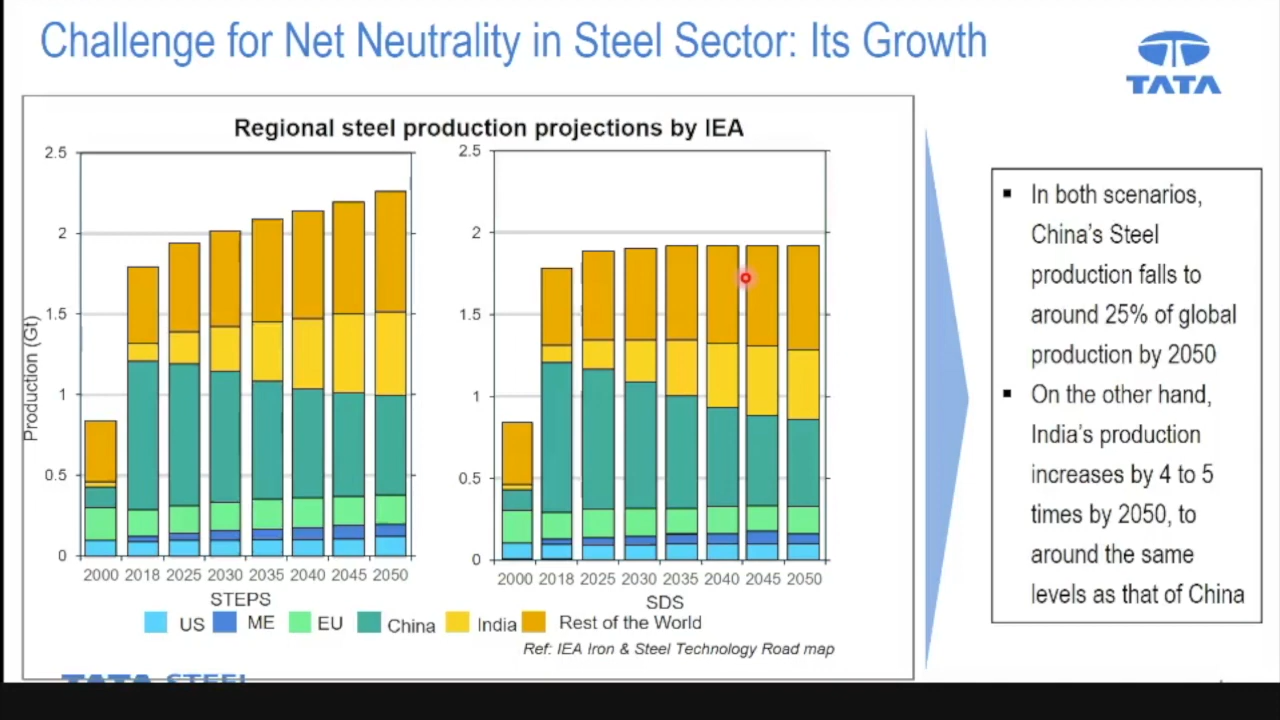 Challenge for Net Neutrality in Steel Sector: Its Growth
TATA
Regional steel production projections by IEA
Production (Gt)
2.5
2
1.5
1
0.5
0
2000 2018 2025 2030 2035 2040 2045 2050
STEPS
2.5
2
1.5
1
0.5
0
2000 2018 2025 2030 2035 2040 2045 2050
SDS
US ME EU China India Rest of the World
Ref: IEA Iron & Steel Technology Road map
▪ In both scenarios,
China’s Steel
production falls to
around 25% of global
production by 2050
▪ On the other hand,
India’s production
increases by 4 to 5
times by 2050, to
around the same
levels as that of China
TATA STEEL